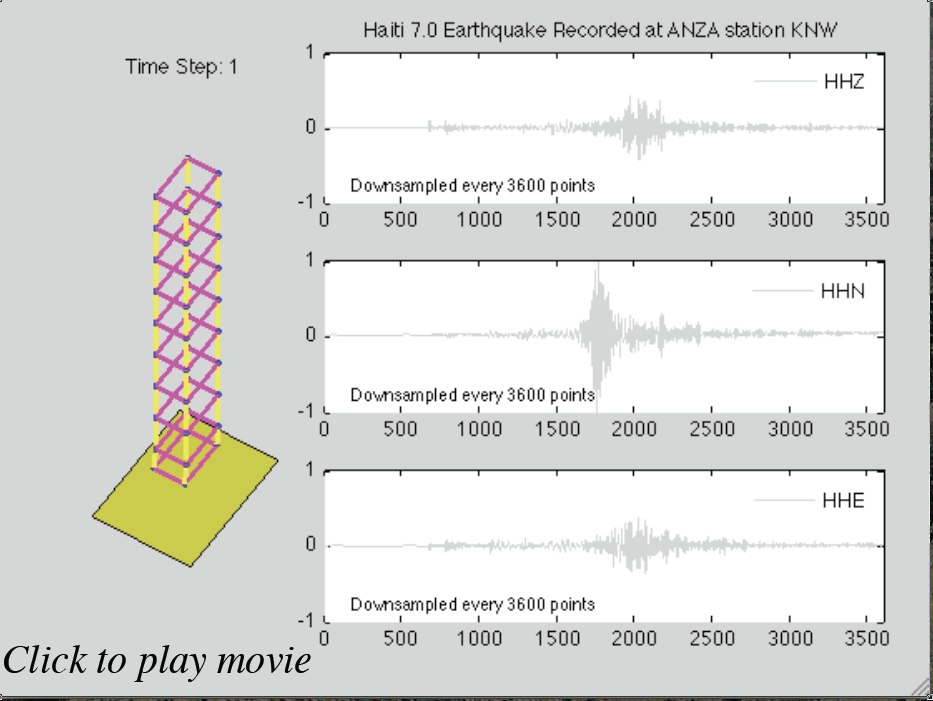 Haiti 7.0 Earthquake Recorded at ANZA station KNW
Time Step: 1
1
0
-1
HHZ
Downsampled every 3600 points
0 500 1000 1500 2000 2500 3000 3500
1
0
-1
HHN
Downsampled every 3600 points
0 500 1000 1500 2000 2500 3000 3500
1
0
-1
HHE
Downsampled every 3600 points
0 500 1000 1500 2000 2500 3000 3500
Click to play movie